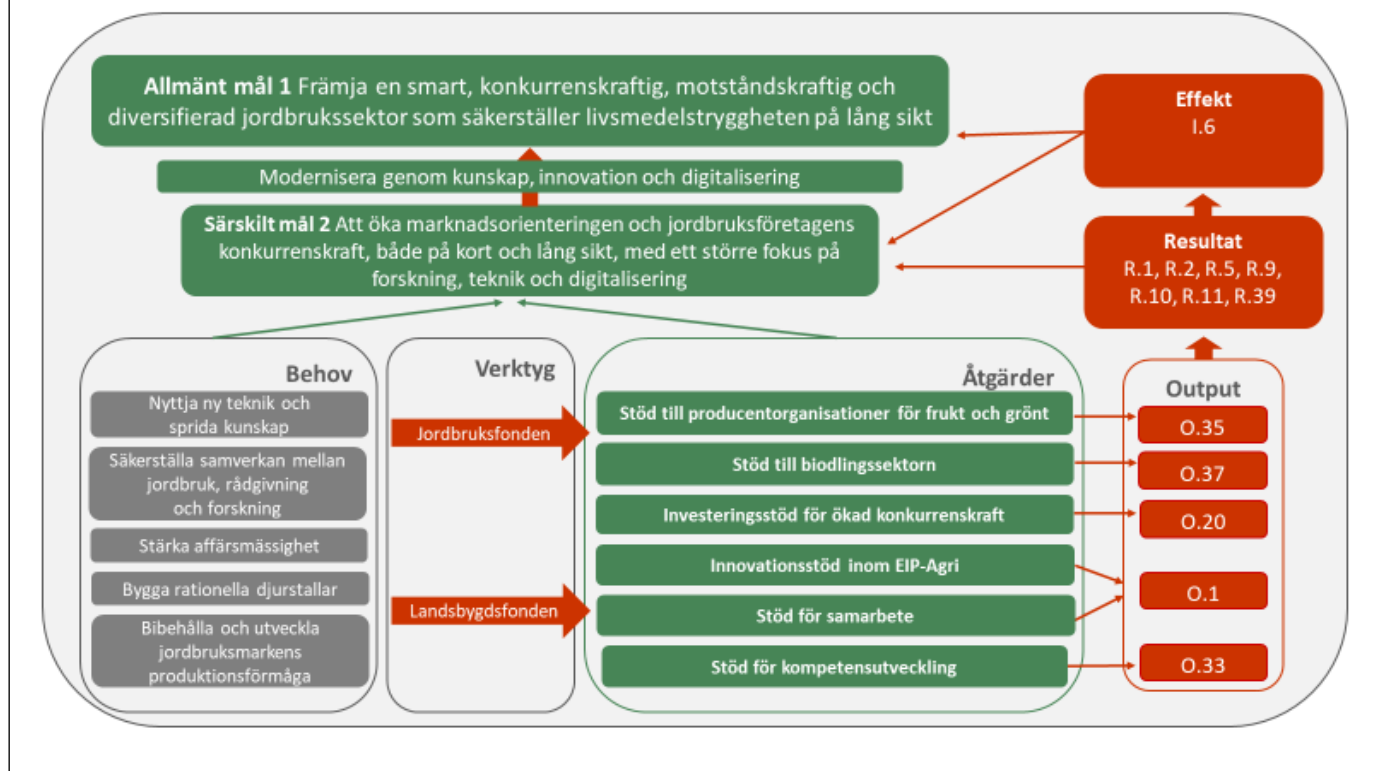 Allmänt mål 1 Främja en smart, konkurrenskraftig, motståndskraftig och
diversifierad jordbrukssektor som säkerställer livsmedelstryggheten på lång sikt
Modernisera genom kunskap, innovation och digitalisering
Särskilt mål 2 Att öka marknadsorienteringen och jordbruksföretagens
konkurrenskraft, både på kort och lång sikt, med ett större fokus på
forskning, teknik och digitalisering
Effekt
I.6
Resultat
R.1, R.2, R.5, R.9,
R.10, R.11, R.39
Behov
Nyttja ny teknik och
sprida kunskap
Säkerställa samverkan mellan
jordbruk, rådgivning
och forskning
Stärka affärsmässighet
Bygga rationella djurstallar
Bibehålla och utveckla
jordbruksmarkens
produktionsförmåga
Verktyg
Jordbruksfonden
Landsbygdsfonden
Åtgärder
Stöd till producentorganisationer för frukt och grönt
Stöd till biodlingssektorn
Investeringsstöd för ökad konkurrenskraft
Innovationsstöd inom EIP-Agri
Stöd för samarbete
Stöd för kompetensutveckling
Output
O.35
O.37
O.20
O.1
O.33